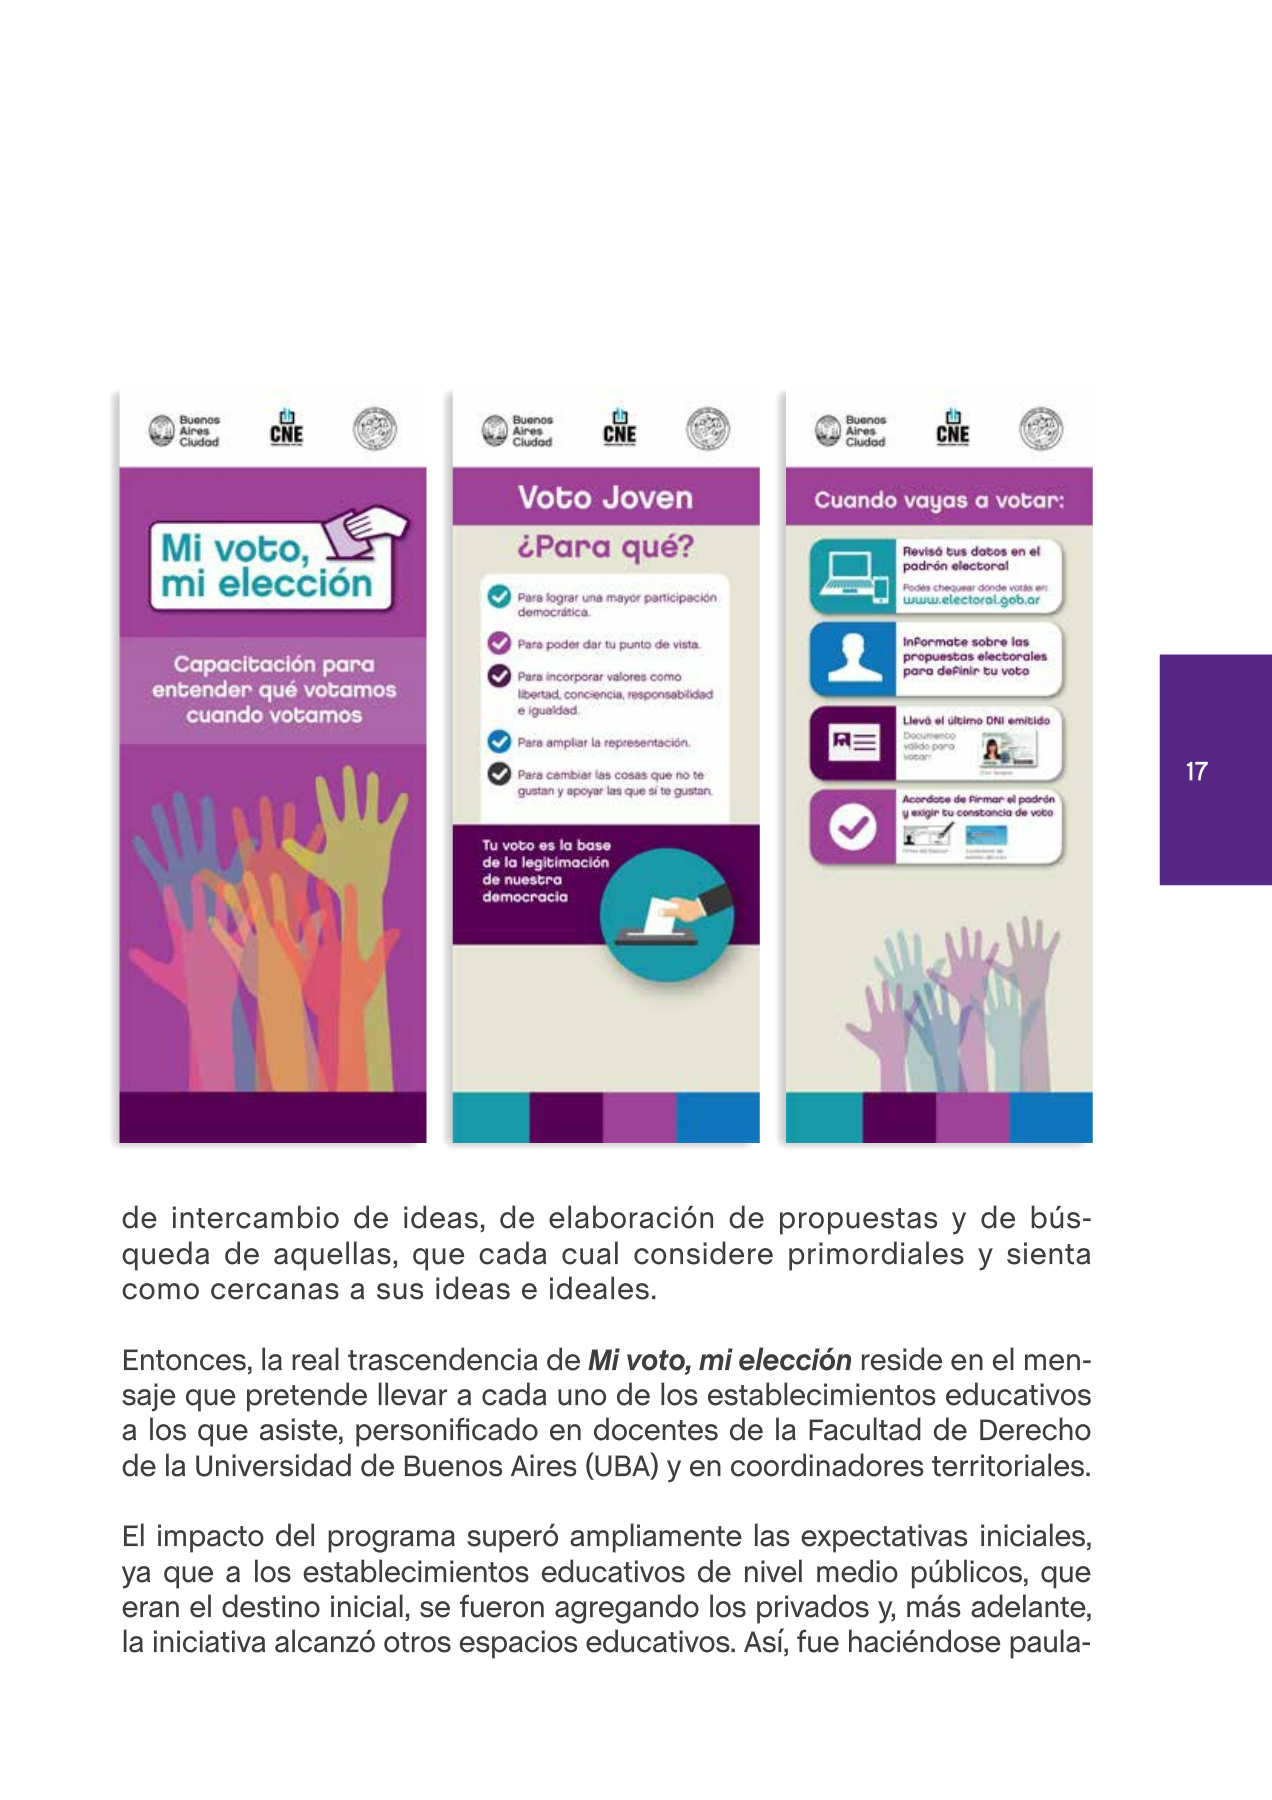 Buenos
Aires
Ciudad
CNE
Mi voto,
mi elección
Capacitación para
entender qué votamos
cuando votamos
Buenos
Aires
Ciudad
CNE
Voto Joven
¿Para qué?
Para lograr una mayor participación
democrática.
Para poder dar tu punto de vista.
Para incorporar valores como
libertad, conciencia, responsabilidad
e igualdad.
Para ampliar la representación.
Para cambiar las cosas que no te
gustan y apoyar las que sí te gustan.
Tu voto es la base
de la legitimación
de nuestra
democracia
Buenos
Aires
Ciudad
CNE
Cuando vayas a votar:
Revisá tus datos en el
padrón electoral
Podés chequear dónde votás en:
www.electoral.gob.ar
Informate sobre las
propuestas electorales
para definir tu voto
Llevá el último DNI emitido
Documento
válido para
votar:
Acordate de firmar el padrón
y exigir tu constancia de voto
17
de intercambio de ideas, de elaboración de propuestas y de bús-
queda de aquellas, que cada cual considere primordiales y sienta
como cercanas a sus ideas e ideales.
Entonces, la real trascendencia de Mi voto, mi elección reside en el men-
saje que pretende llevar a cada uno de los establecimientos educativos
a los que asiste, personificado en docentes de la Facultad de Derecho
de la Universidad de Buenos Aires (UBA) y en coordinadores territoriales.
El impacto del programa superó ampliamente las expectativas iniciales,
ya que a los establecimientos educativos de nivel medio públicos, que
eran el destino inicial, se fueron agregando los privados y, más adelante,
la iniciativa alcanzó otros espacios educativos. Así, fue haciéndose paula-